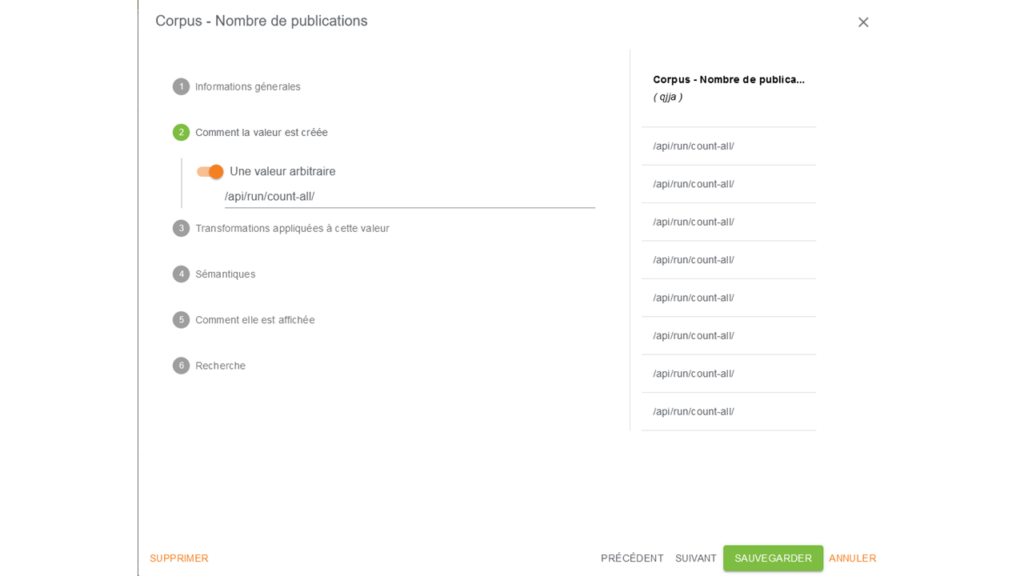 Corpus - Nombre de publications
1 Informations génerales
2 Comment la valeur est créée
Une valeur arbitraire
/api/run/count-all/
3 Transformations appliquées à cette valeur
4 Sémantiques
5 Comment elle est affichée
6 Recherche
Corpus - Nombre de publica...
( qjja )
/api/run/count-all/
/api/run/count-all/
/api/run/count-all/
/api/run/count-all/
/api/run/count-all/
/api/run/count-all/
/api/run/count-all/
/api/run/count-all/
SUPPRIMER PRÉCÉDENT SUIVANT SAUVEGARDER ANNULER